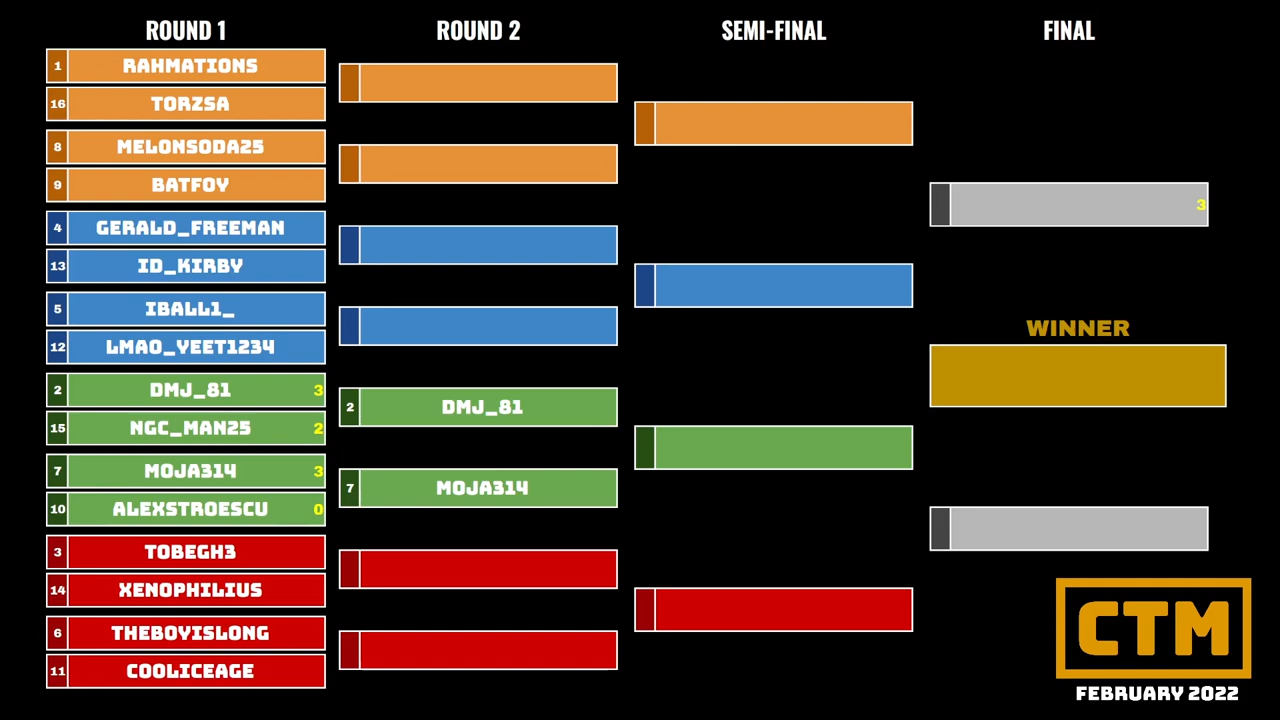 ROUND 1
ROUND 2
SEMI-FINAL
FINAL
1 RAHMATIONS
16 TORZSA
8 MELONSODA25
9 BATFOY
4 GERALD_FREEMAN
13 ID_KIRBY
5 IBALL1_
12 LMAO_YEET1234
2 DMJ_81 3
15 NGC_MAN25 2
7 MOJA314 3
10 ALEXSTROESCU 0
3 TOBEGH3
14 XENOPHILIUS
6 THEBOYISLONG
11 COOLICEAGE
2 DMJ_81
7 MOJA314
3
WINNER
CTM
FEBRUARY 2022